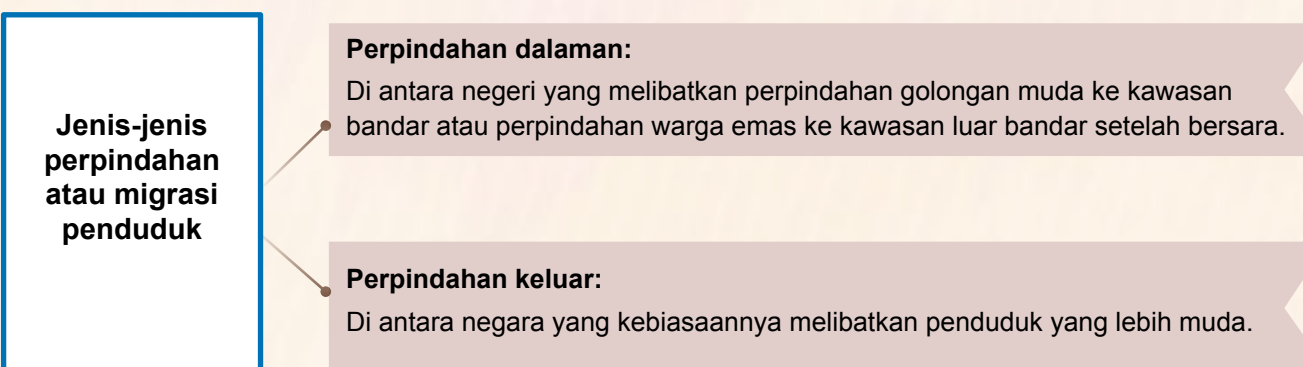 Jenis-jenis
perpindahan
atau migrasi
penduduk
Perpindahan dalaman:
Di antara negeri yang melibatkan perpindahan golongan muda ke kawasan
bandar atau perpindahan warga emas ke kawasan luar bandar setelah bersara.
Perpindahan keluar:
Di antara negara yang kebiasaannya melibatkan penduduk yang lebih muda.